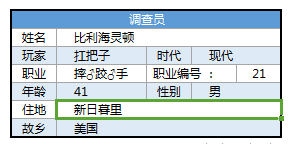 调查员
姓名 比利海灵顿
玩家 扛把子 时代 现代
职业 摔♂跤♂手 职业编号： 21
年龄 41 性别 男
住地 新日暮里
故乡 美国